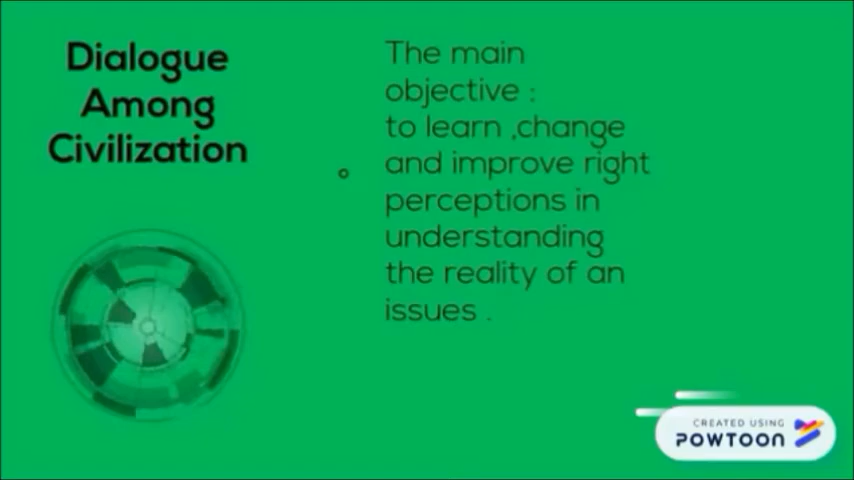 Dialogue
Among
Civilization
The main
objective :
to learn ,change
and improve right
perceptions in
understanding
the reality of an
issues .
CREATED USING
POWTOON